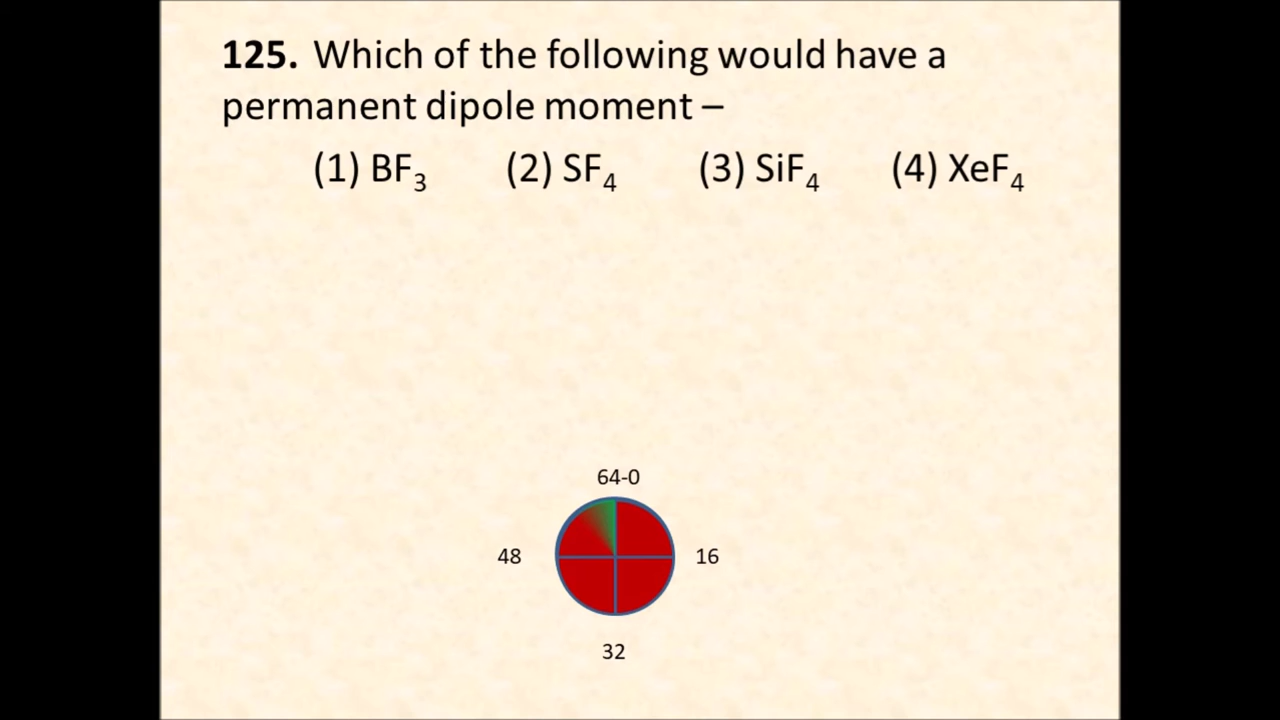 125. Which of the following would have a
permanent dipole moment –
(1) BF₃ (2) SF₄ (3) SiF₄ (4) XeF₄
64-0
48 16
32